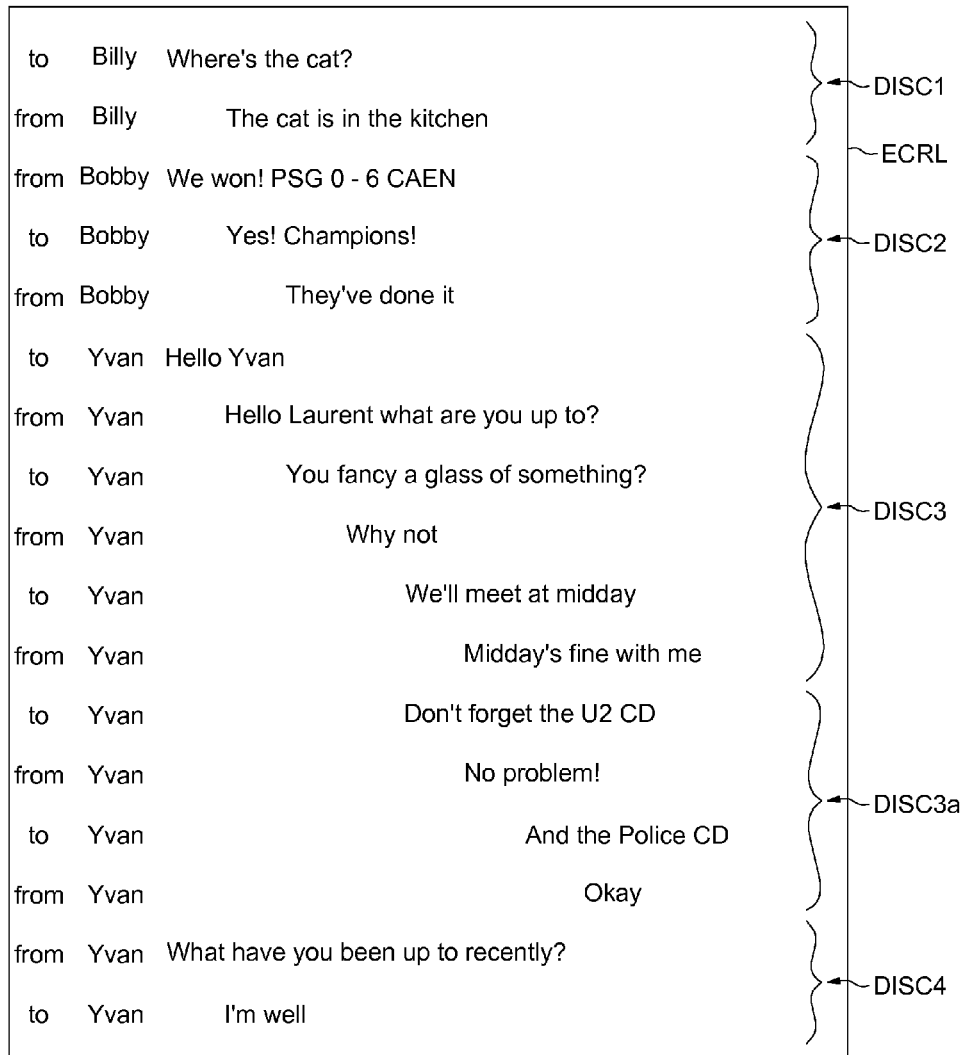 to Billy Where's the cat?
DISC1
from Billy The cat is in the kitchen
ECRL
from Bobby We won! PSG 0 - 6 CAEN
to Bobby Yes! Champions!
DISC2
from Bobby They've done it
to Yvan Hello Yvan
from Yvan Hello Laurent what are you up to?
to Yvan You fancy a glass of something?
DISC3
from Yvan Why not
to Yvan We'll meet at midday
from Yvan Midday's fine with me
to Yvan Don't forget the U2 CD
from Yvan No problem!
DISC3a
to Yvan And the Police CD
from Yvan Okay
from Yvan What have you been up to recently?
DISC4
to Yvan I'm well